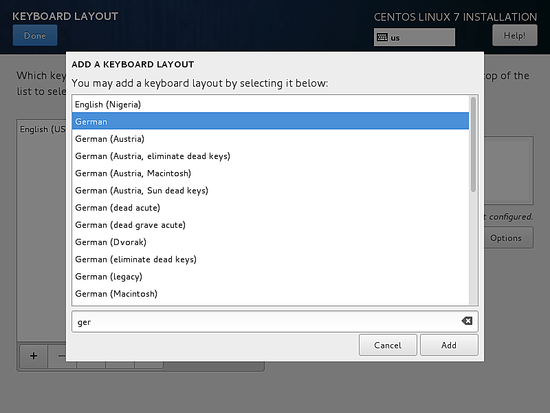 KEYBOARD LAYOUT
CENTOS LINUX 7 INSTALLATION
Done
us
Help!
Which key
top of the
list to sele
ADD A KEYBOARD LAYOUT
You may add a keyboard layout by selecting it below:
English (US
English (Nigeria)
German
German (Austria)
German (Austria, eliminate dead keys)
German (Austria, Macintosh)
German (Austria, Sun dead keys)
German (dead acute)
German (dead grave acute)
German (Dvorak)
German (eliminate dead keys)
German (legacy)
German (Macintosh)
configured.
Options
ger
Cancel
Add
+
−